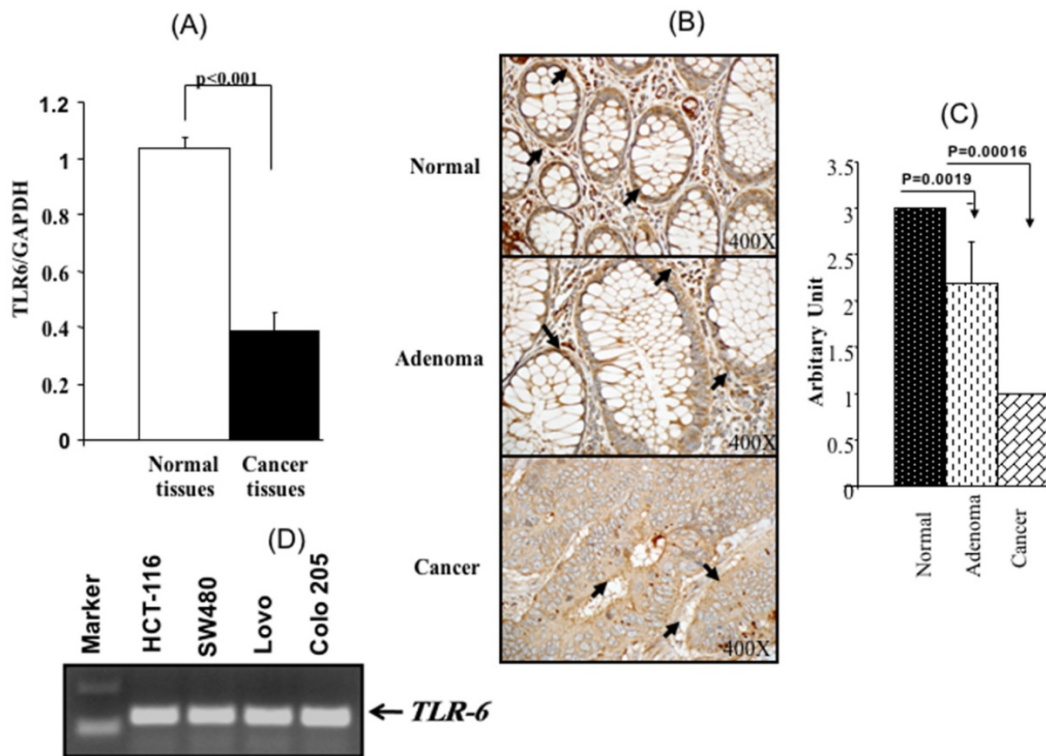 (A)
p<0.001
TLR6/GAPDH
1.2
1
0.8
0.6
0.4
0.2
0
Normal
tissues
Cancer
tissues
(B)
Normal
400X
Adenoma
400X
Cancer
400X
(C)
P=0.00016
P=0.0019
Arbitary Unit
3.5
3
2.5
2
1.5
1
0.5
0
Normal
Adenoma
Cancer
(D)
Marker
HCT-116
SW480
Lovo
Colo 205
TLR-6